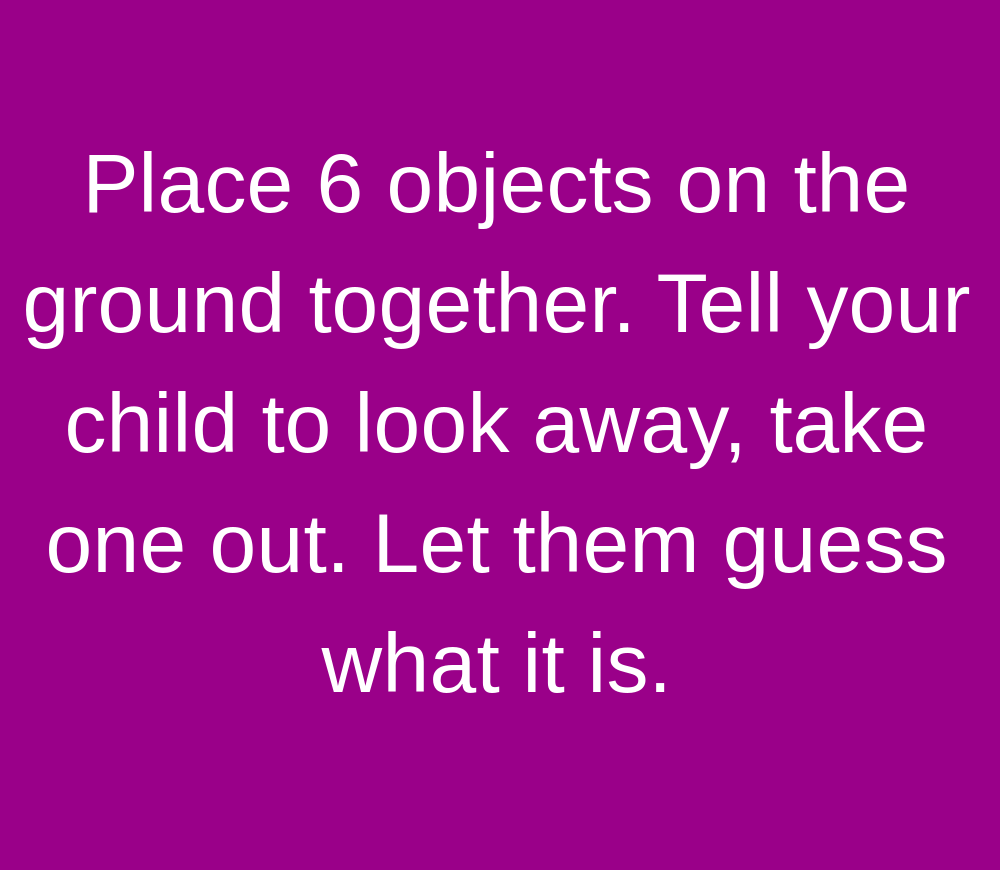 Place 6 objects on the
ground together. Tell your
child to look away, take
one out. Let them guess
what it is.